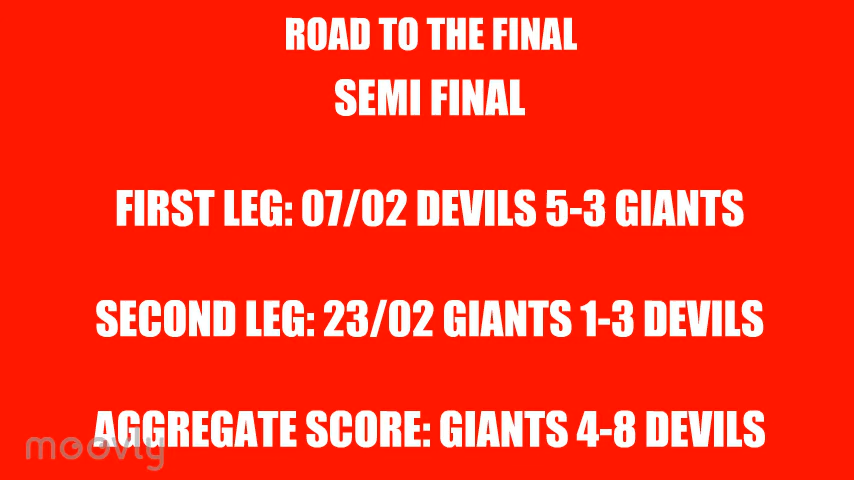 ROAD TO THE FINAL
SEMI FINAL
FIRST LEG: 07/02 DEVILS 5-3 GIANTS
SECOND LEG: 23/02 GIANTS 1-3 DEVILS
AGGREGATE SCORE: GIANTS 4-8 DEVILS
moovly